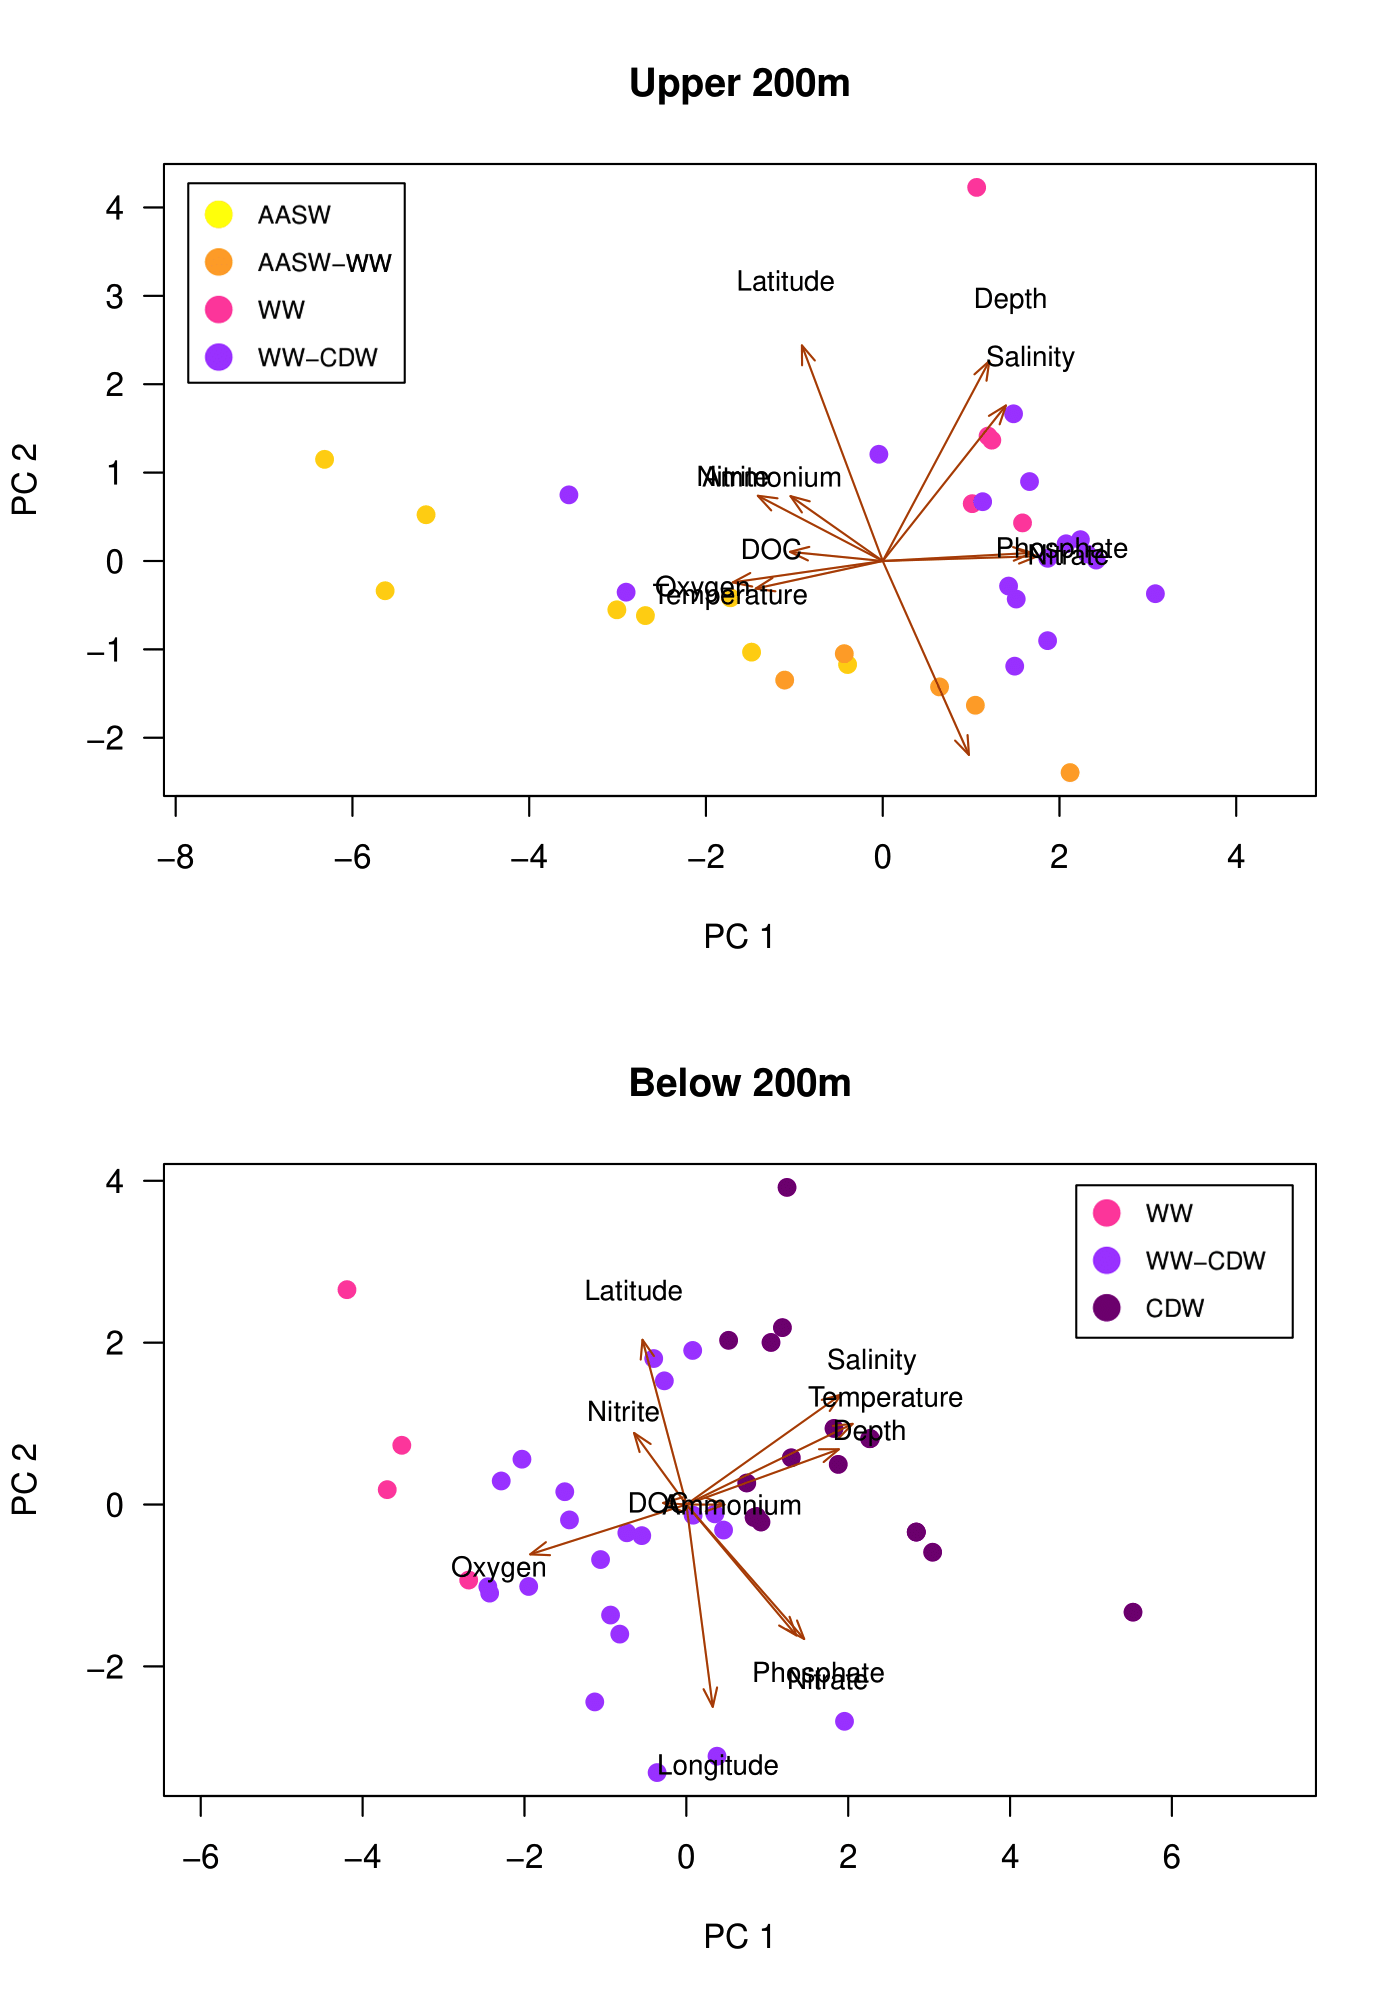 Upper 200m
AASW
AASW−WW
WW
WW−CDW
Latitude
Depth
Salinity
Nitrite
Ammonium
DOC
Phosphate
Nitrate
Oxygen
Temperature
4
3
2
1
0
−1
−2
PC 2
−8 −6 −4 −2 0 2 4
PC 1
Below 200m
WW
WW−CDW
CDW
Latitude
Salinity
Temperature
Nitrite
Depth
DOC
Ammonium
Oxygen
Phosphate
Nitrate
Longitude
4
2
0
−2
PC 2
−6 −4 −2 0 2 4 6
PC 1